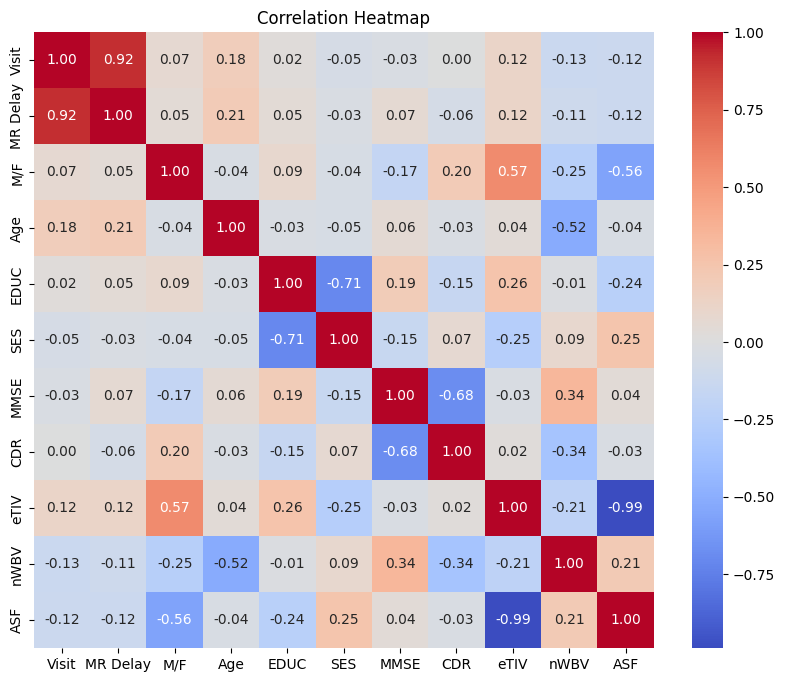 Correlation Heatmap
Visit 1.00 0.92 0.07 0.18 0.02 -0.05 -0.03 0.00 0.12 -0.13 -0.12
MR Delay 0.92 1.00 0.05 0.21 0.05 -0.03 0.07 -0.06 0.12 -0.11 -0.12
M/F 0.07 0.05 1.00 -0.04 0.09 -0.04 -0.17 0.20 0.57 -0.25 -0.56
Age 0.18 0.21 -0.04 1.00 -0.03 -0.05 0.06 -0.03 0.04 -0.52 -0.04
EDUC 0.02 0.05 0.09 -0.03 1.00 -0.71 0.19 -0.15 0.26 -0.01 -0.24
SES -0.05 -0.03 -0.04 -0.05 -0.71 1.00 -0.15 0.07 -0.25 0.09 0.25
MMSE -0.03 0.07 -0.17 0.06 0.19 -0.15 1.00 -0.68 -0.03 0.34 0.04
CDR 0.00 -0.06 0.20 -0.03 -0.15 0.07 -0.68 1.00 0.02 -0.34 -0.03
eTIV 0.12 0.12 0.57 0.04 0.26 -0.25 -0.03 0.02 1.00 -0.21 -0.99
nWBV -0.13 -0.11 -0.25 -0.52 -0.01 0.09 0.34 -0.34 -0.21 1.00 0.21
ASF -0.12 -0.12 -0.56 -0.04 -0.24 0.25 0.04 -0.03 -0.99 0.21 1.00
Visit MR Delay M/F Age EDUC SES MMSE CDR eTIV nWBV ASF
1.00
0.75
0.50
0.25
0.00
−0.25
−0.50
−0.75